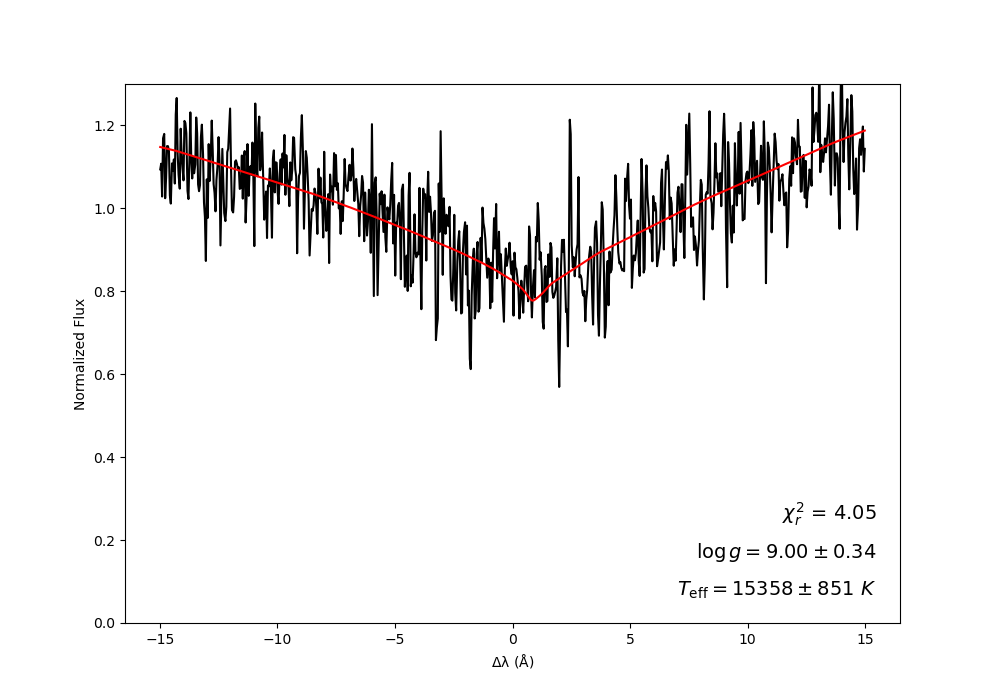 1.2
1.0
0.8
0.6
0.4
0.2
0.0
Normalized Flux
χ²ᵣ = 4.05
log g = 9.00 ± 0.34
T_eff = 15358 ± 851 K
−15 −10 −5 0 5 10 15
Δλ (Å)